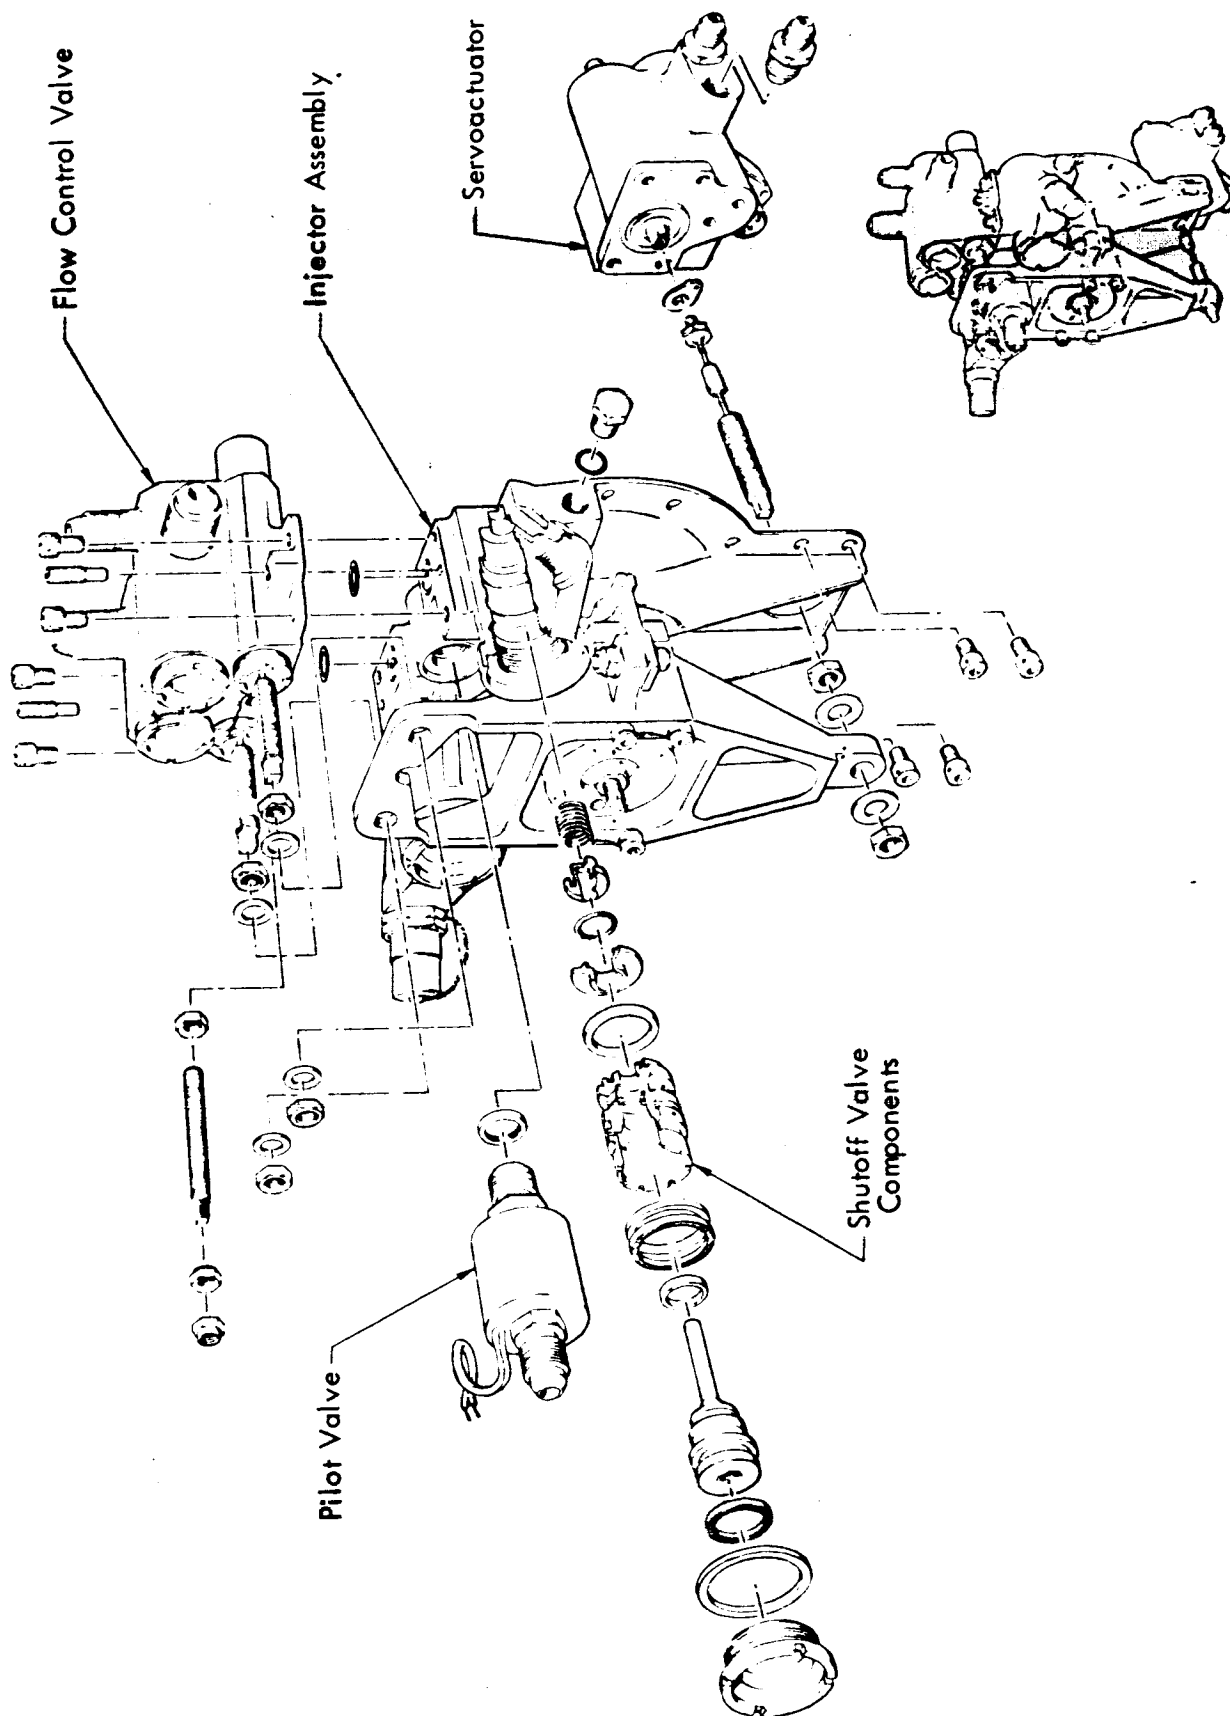 Flow Control Valve
Injector Assembly
Servoactuator
Pilot Valve
Shutoff Valve
Components